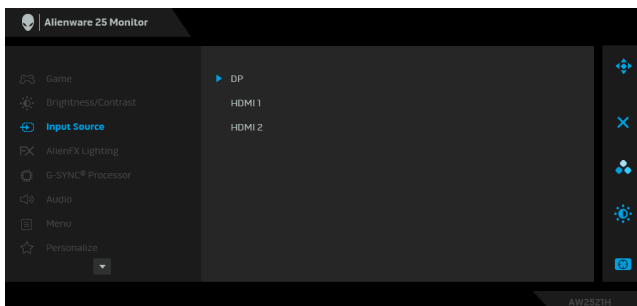 Alienware 25 Monitor
Game
Brightness/Contrast
Input Source
AlienFX Lighting
G-SYNC® Processor
Audio
Menu
Personalize
DP
HDMI 1
HDMI 2
AW2521H